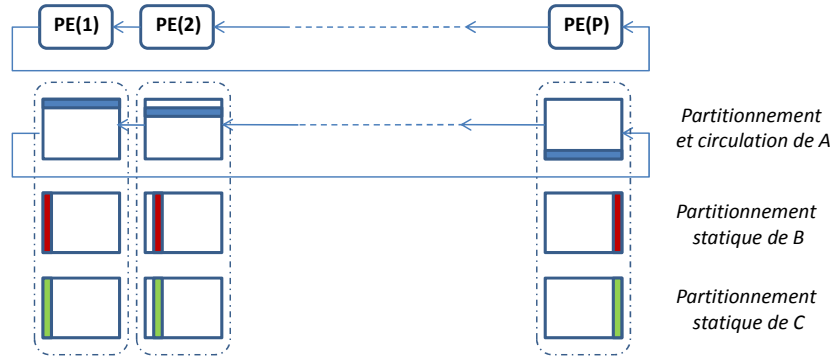 PE(1) PE(2) PE(P)
Partitionnement
et circulation de A
Partitionnement
statique de B
Partitionnement
statique de C